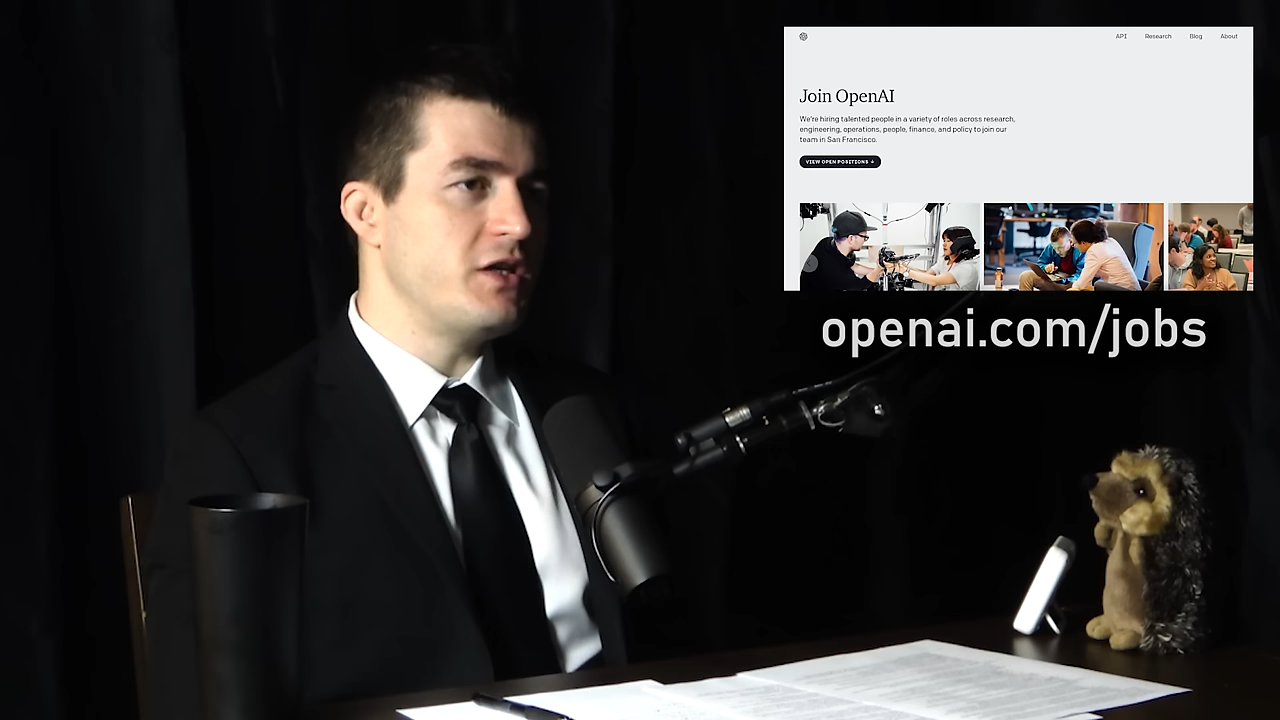 API Research Blog About
Join OpenAI
We're hiring talented people in a variety of roles across research,
engineering, operations, people, finance, and policy to join our
team in San Francisco.
VIEW OPEN POSITIONS ↓
openai.com/jobs